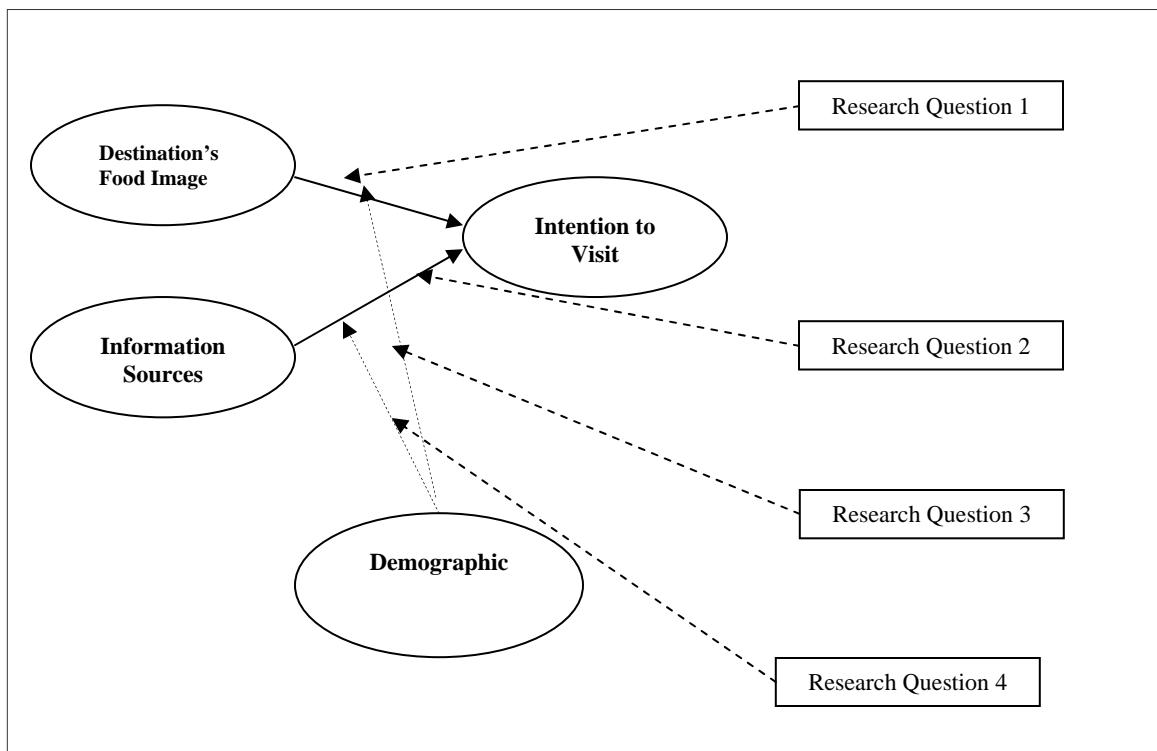 Research Question 1
Destination's
Food Image
Intention to
Visit
Information
Sources
Research Question 2
Research Question 3
Demographic
Research Question 4